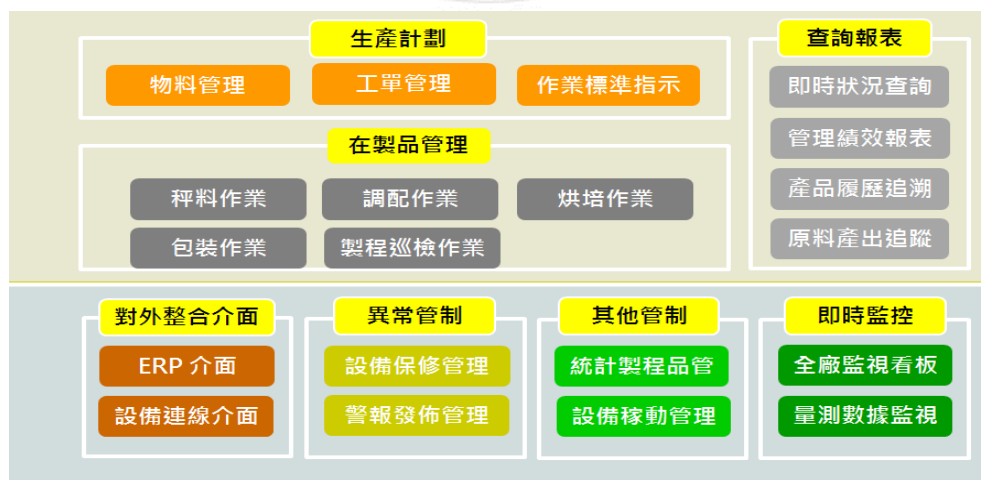 生產計劃
物料管理
工單管理
作業標準指示
在製品管理
秤料作業
調配作業
烘培作業
包裝作業
製程巡檢作業
查詢報表
即時狀況查詢
管理績效報表
產品履歷追溯
原料產出追蹤
對外整合介面
ERP 介面
設備連線介面
異常管制
設備保修管理
警報發佈管理
其他管制
統計製程品管
設備稼動管理
即時監控
全廠監視看板
量測數據監視